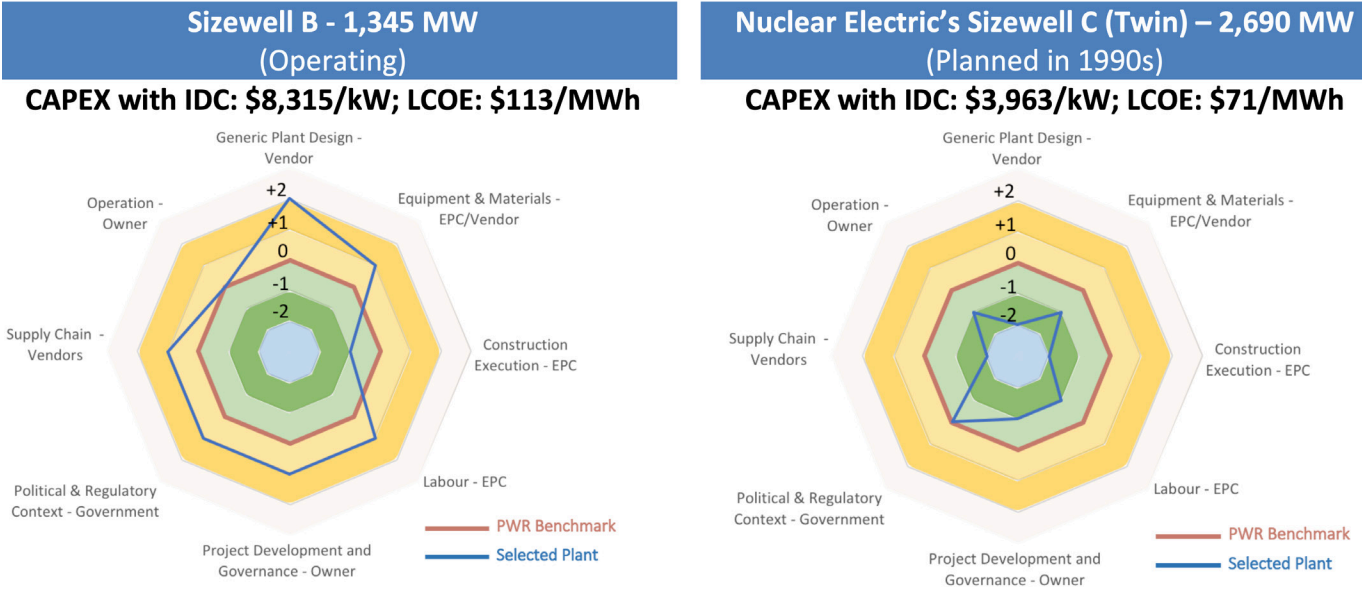 Sizewell B - 1,345 MW
(Operating)
CAPEX with IDC: $8,315/kW; LCOE: $113/MWh
Generic Plant Design -
Vendor
Equipment & Materials -
EPC/Vendor
Construction
Execution - EPC
Labour - EPC
Project Development and
Governance - Owner
Political & Regulatory
Context - Government
Supply Chain -
Vendors
Operation -
Owner
+2
+1
0
-1
-2
PWR Benchmark
Selected Plant
Nuclear Electric’s Sizewell C (Twin) – 2,690 MW
(Planned in 1990s)
CAPEX with IDC: $3,963/kW; LCOE: $71/MWh
Generic Plant Design -
Vendor
Equipment & Materials -
EPC/Vendor
Construction
Execution - EPC
Labour - EPC
Project Development and
Governance - Owner
Political & Regulatory
Context - Government
Supply Chain -
Vendors
Operation -
Owner
+2
+1
0
-1
-2
PWR Benchmark
Selected Plant